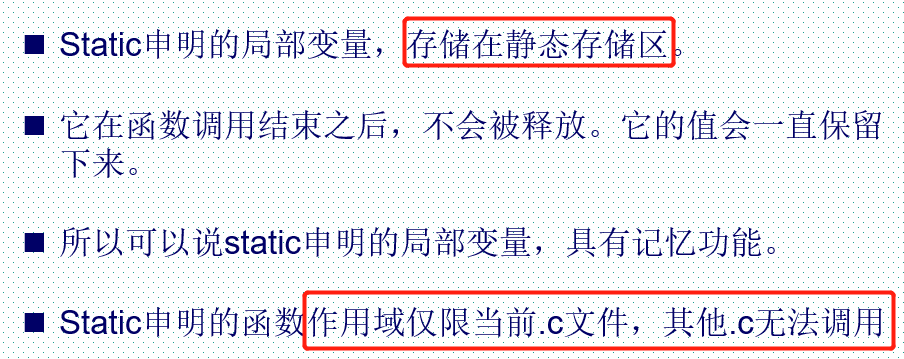 ■ Static申明的局部变量，存储在静态存储区。
■ 它在函数调用结束之后，不会被释放。它的值会一直保留
下来。
■ 所以可以说static申明的局部变量，具有记忆功能。
■ Static申明的函数作用域仅限当前.c文件，其他.c无法调用